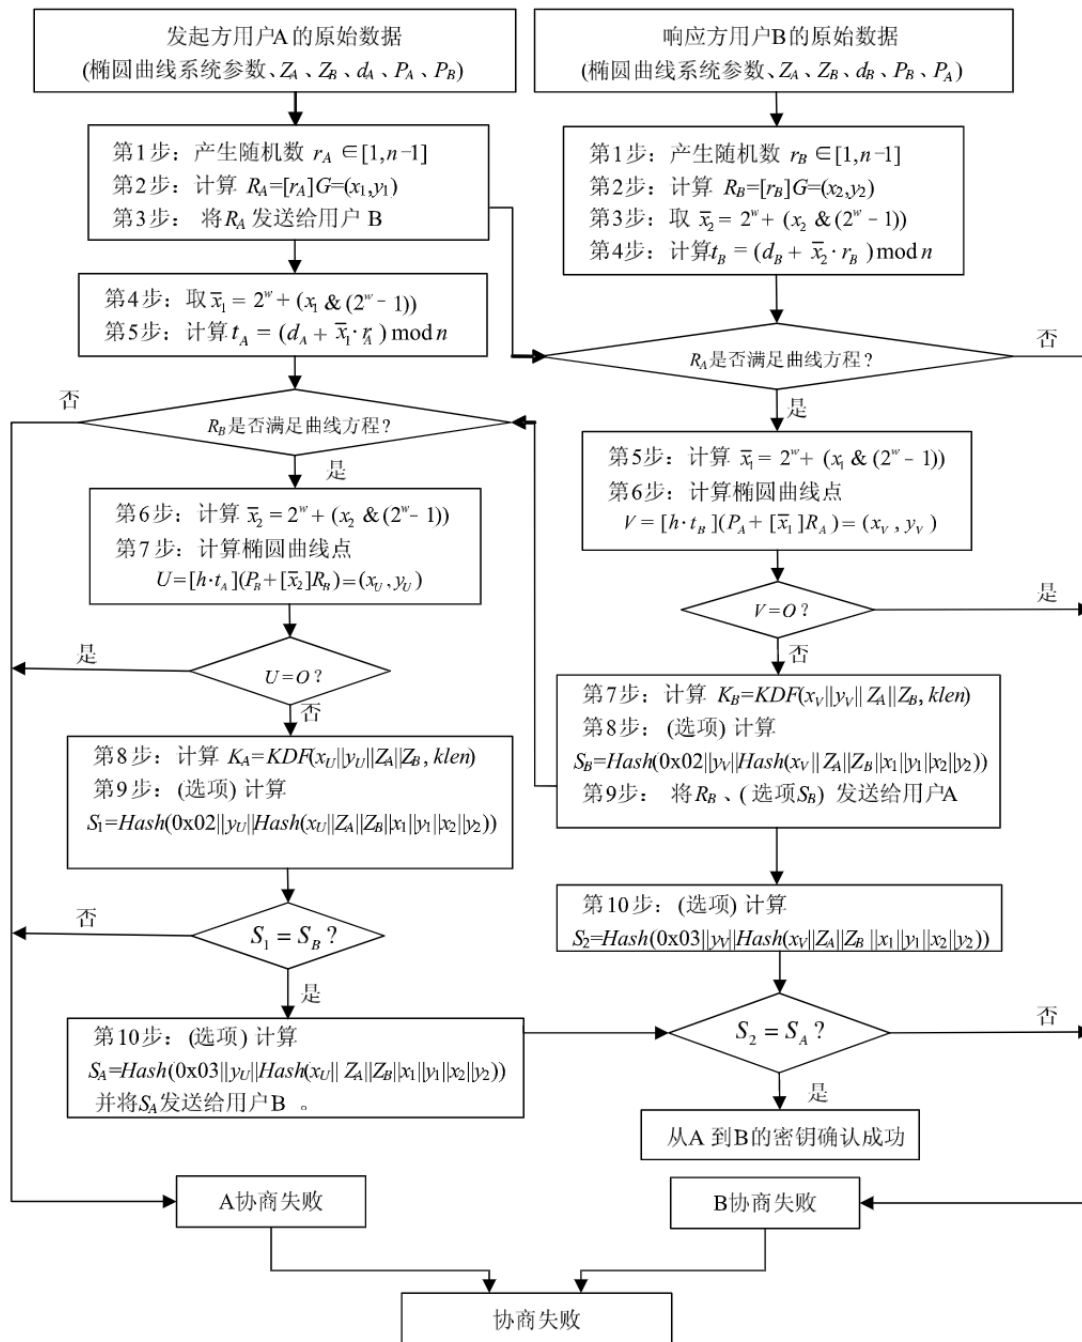 发起方用户A的原始数据
(椭圆曲线系统参数、Z_A、Z_B、d_A、P_A、P_B)
第1步：产生随机数 r_A∈[1,n-1]
第2步：计算 R_A=[r_A]G=(x_1,y_1)
第3步： 将R_A发送给用户 B
第4步：取 x̄_1 = 2^w + (x_1 & (2^w - 1))
第5步：计算 t_A = (d_A + x̄_1·r_A) mod n
R_B是否满足曲线方程？
否
是
第6步：计算 x̄_2 = 2^w + (x_2 & (2^w - 1))
第7步：计算椭圆曲线点
U=[h·t_A](P_B+[x̄_2]R_B)=(x_U,y_U)
U=O？
是
否
第8步：计算 K_A=KDF(x_U||y_U||Z_A||Z_B, klen)
第9步：(选项) 计算
S_1=Hash(0x02||y_U||Hash(x_U||Z_A||Z_B||x_1||y_1||x_2||y_2))
S_1 = S_B？
否
是
第10步：(选项) 计算
S_A=Hash(0x03||y_U||Hash(x_U||Z_A||Z_B||x_1||y_1||x_2||y_2))
并将S_A发送给用户B 。
A协商失败
响应方用户B的原始数据
(椭圆曲线系统参数、Z_A、Z_B、d_B、P_B、P_A)
第1步：产生随机数 r_B∈[1,n-1]
第2步：计算 R_B=[r_B]G=(x_2,y_2)
第3步：取 x̄_2 = 2^w + (x_2 & (2^w - 1))
第4步：计算 t_B = (d_B + x̄_2·r_B) mod n
R_A是否满足曲线方程？
否
是
第5步：计算 x̄_1 = 2^w + (x_1 & (2^w - 1))
第6步：计算椭圆曲线点
V = [h·t_B](P_A + [x̄_1]R_A) = (x_V, y_V)
V=O？
是
否
第7步：计算 K_B=KDF(x_V||y_V||Z_A||Z_B, klen)
第8步：(选项) 计算
S_B=Hash(0x02||y_V||Hash(x_V||Z_A||Z_B||x_1||y_1||x_2||y_2))
第9步： 将R_B、(选项S_B) 发送给用户A
第10步：(选项) 计算
S_2=Hash(0x03||y_V||Hash(x_V||Z_A||Z_B||x_1||y_1||x_2||y_2))
S_2 = S_A？
否
是
从A 到B的密钥确认成功
B协商失败
协商失败